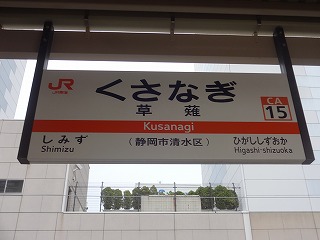 JR
くさなぎ
草薙
CA
15
Kusanagi
しみず
Shimizu
(静岡市清水区)
ひがししずおか
Higashi-shizuoka